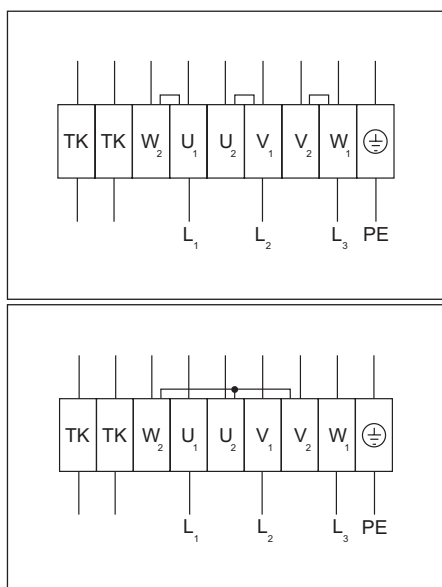 TK TK W₂ U₁ U₂ V₁ V₂ W₁
L₁ L₂ L₃ PE
TK TK W₂ U₁ U₂ V₁ V₂ W₁
L₁ L₂ L₃ PE